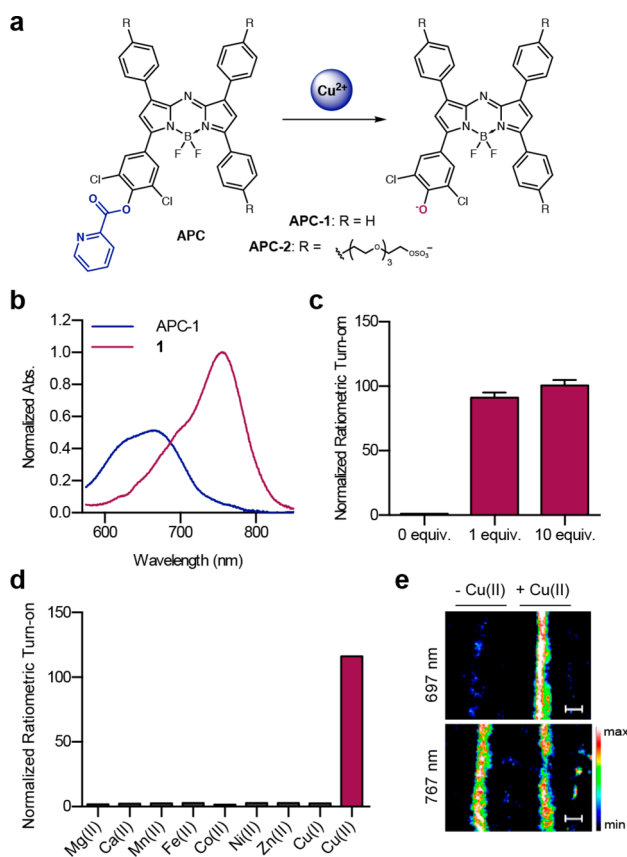 a
R
R
R
N
N
N
B
F F
Cl
Cl
O
O
N
APC
Cu2+
APC-1: R = H
APC-2: R = O 3 OSO3−
R
R
R
N
N
N
B
F F
Cl
Cl
-O
b
Normalized Abs.
1.2
1.0
0.8
0.6
0.4
0.2
0.0
APC-1
1
600 700 800
Wavelength (nm)
c
Normalized Ratiometric Turn-om
150
100
50
0
0 equiv. 1 equiv. 10 equiv.
d
Normalized Ratiometric Turn-on
150
100
50
0
Mg(II) Ca(II) Mn(II) Fe(II) Co(II) Ni(II) Zn(II) Cu(I) Cu(II)
e
- Cu(II) + Cu(II)
697 nm
767 nm
max
min